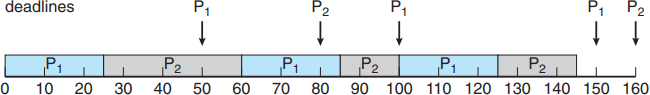 deadlines P₁ P₂ P₁ P₁ P₂
P₁ P₂ P₁ P₂ P₁ P₂
0 10 20 30 40 50 60 70 80 90 100 110 120 130 140 150 160